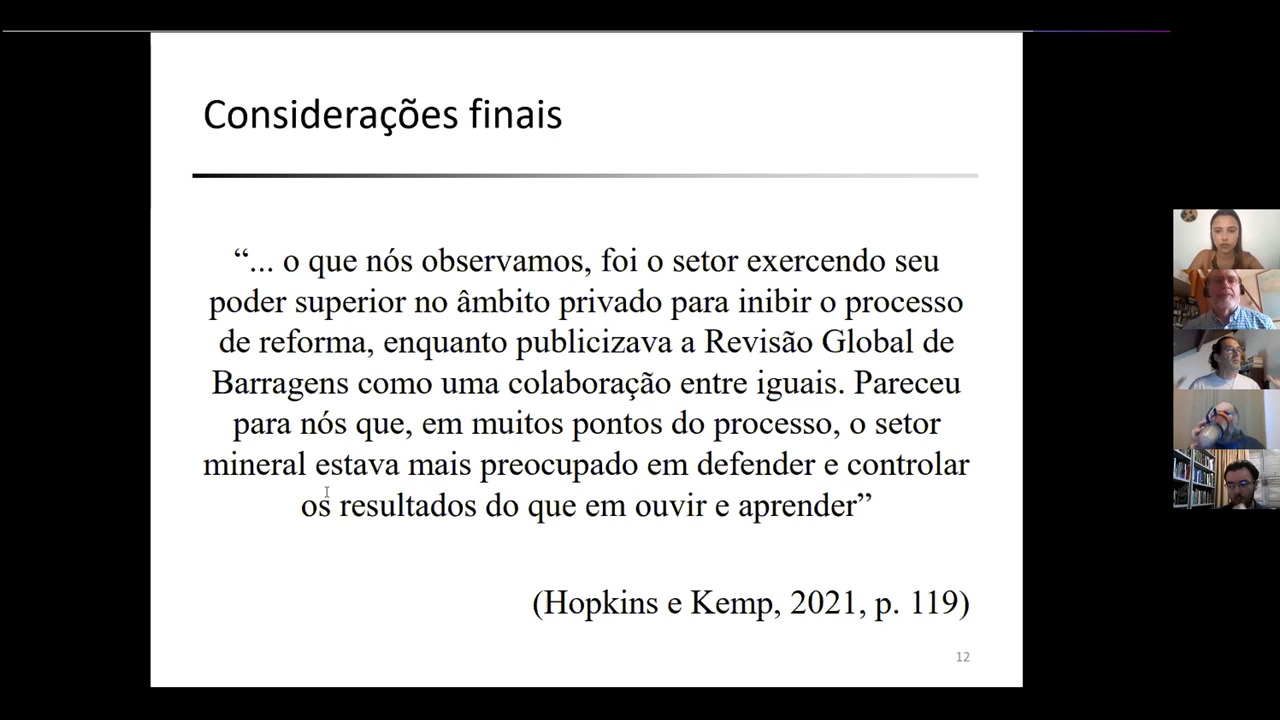 Considerações finais
“... o que nós observamos, foi o setor exercendo seu
poder superior no âmbito privado para inibir o processo
de reforma, enquanto publicizava a Revisão Global de
Barragens como uma colaboração entre iguais. Pareceu
para nós que, em muitos pontos do processo, o setor
mineral estava mais preocupado em defender e controlar
os resultados do que em ouvir e aprender”
(Hopkins e Kemp, 2021, p. 119)
12